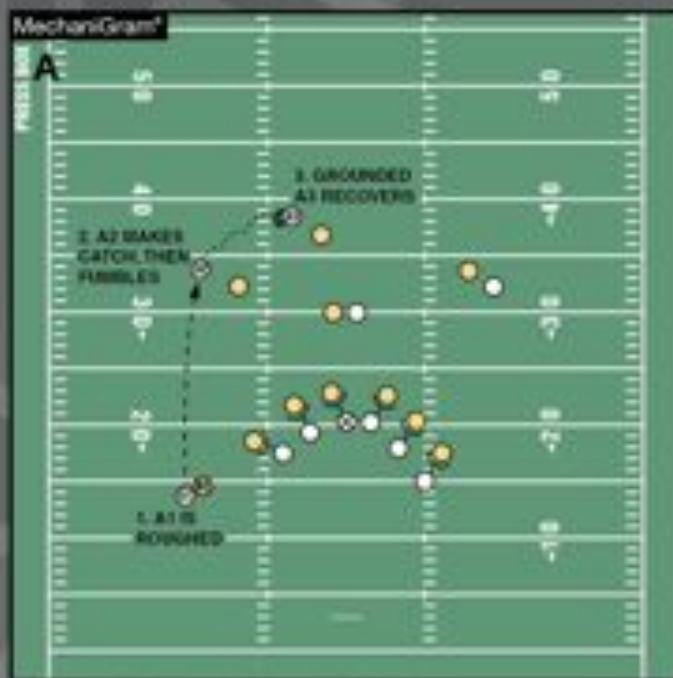 MechaniGram*
A
PRESS BOX
50
50
3. GROUNDED
A3 RECOVERS
40
40
2. A2 MAKES
CATCH, THEN
FUMBLES
30
30
20
20
1. A1 IS
ROUGHED
10